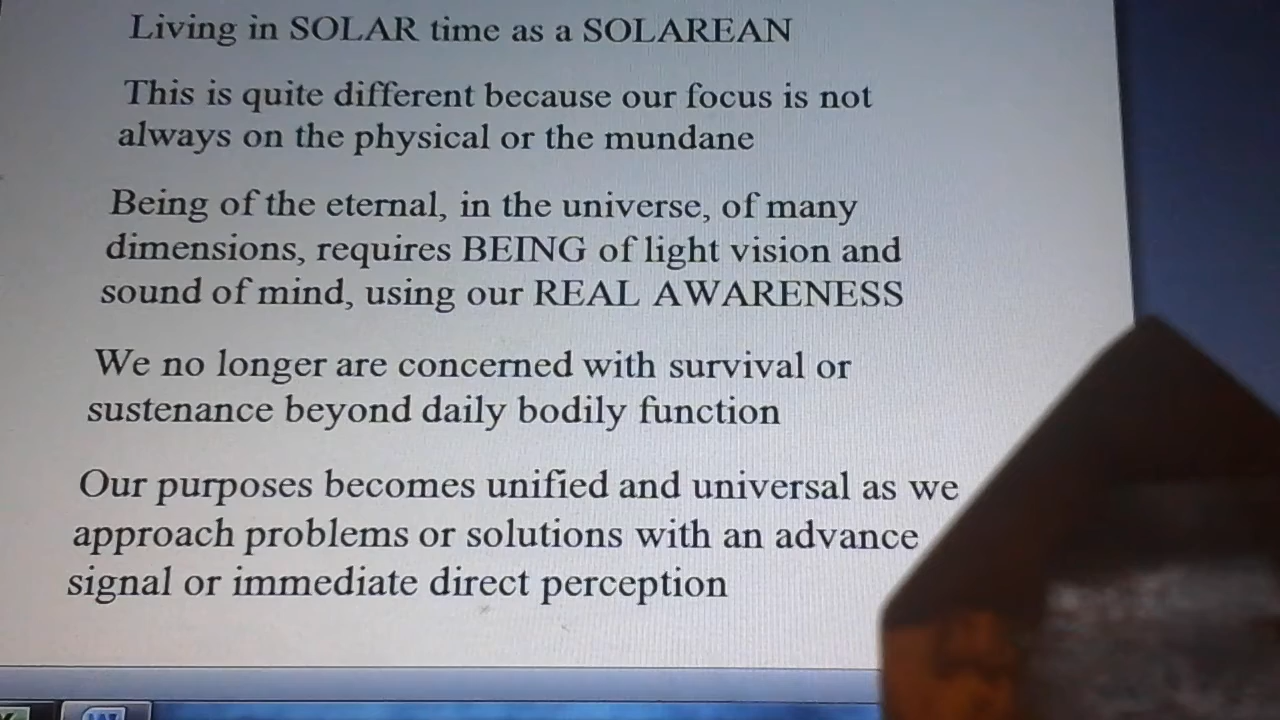 Living in SOLAR time as a SOLAREAN
This is quite different because our focus is not
always on the physical or the mundane
Being of the eternal, in the universe, of many
dimensions, requires BEING of light vision and
sound of mind, using our REAL AWARENESS
We no longer are concerned with survival or
sustenance beyond daily bodily function
Our purposes becomes unified and universal as we
approach problems or solutions with an advance
signal or immediate direct perception